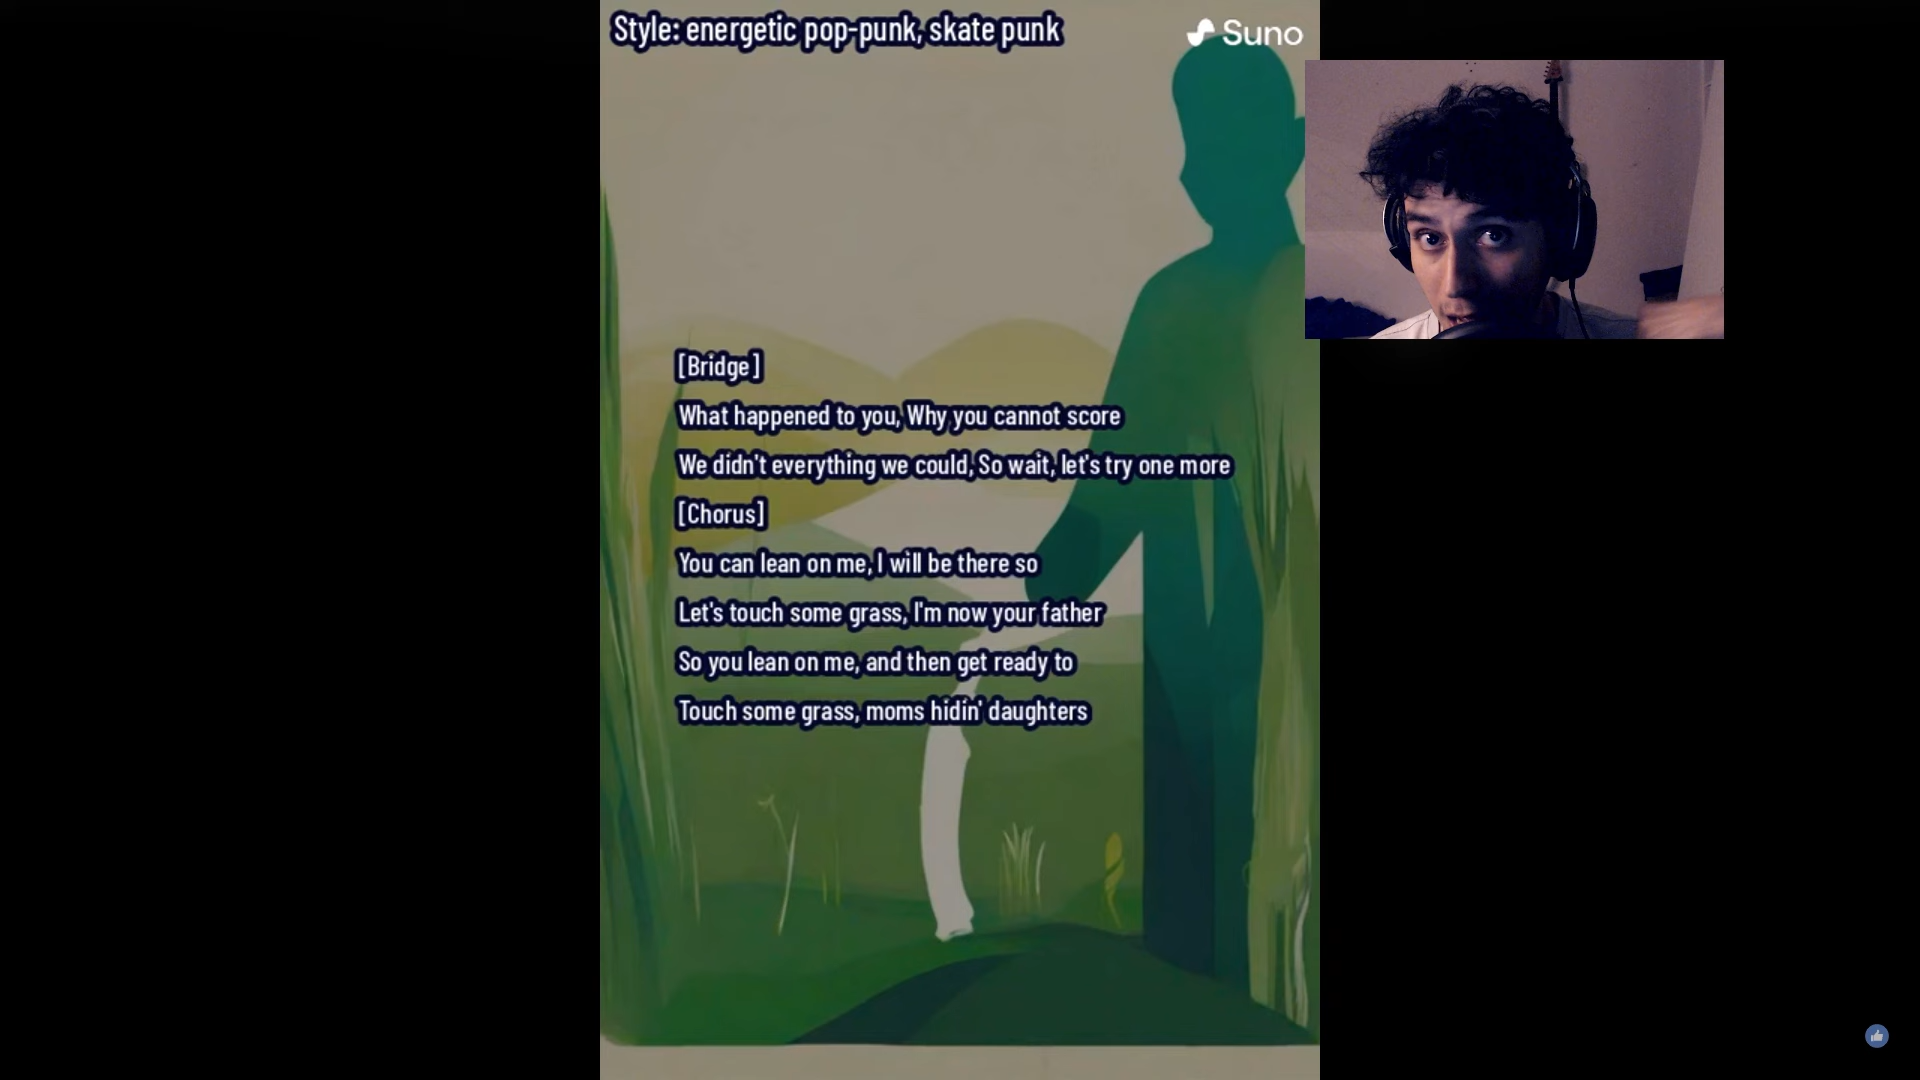 Style: energetic pop-punk, skate punk
Suno
[Bridge]
What happened to you, Why you cannot score
We didn't everything we could, So wait, let's try one more
[Chorus]
You can lean on me, I will be there so
Let's touch some grass, I'm now your father
So you lean on me, and then get ready to
Touch some grass, moms hidin' daughters